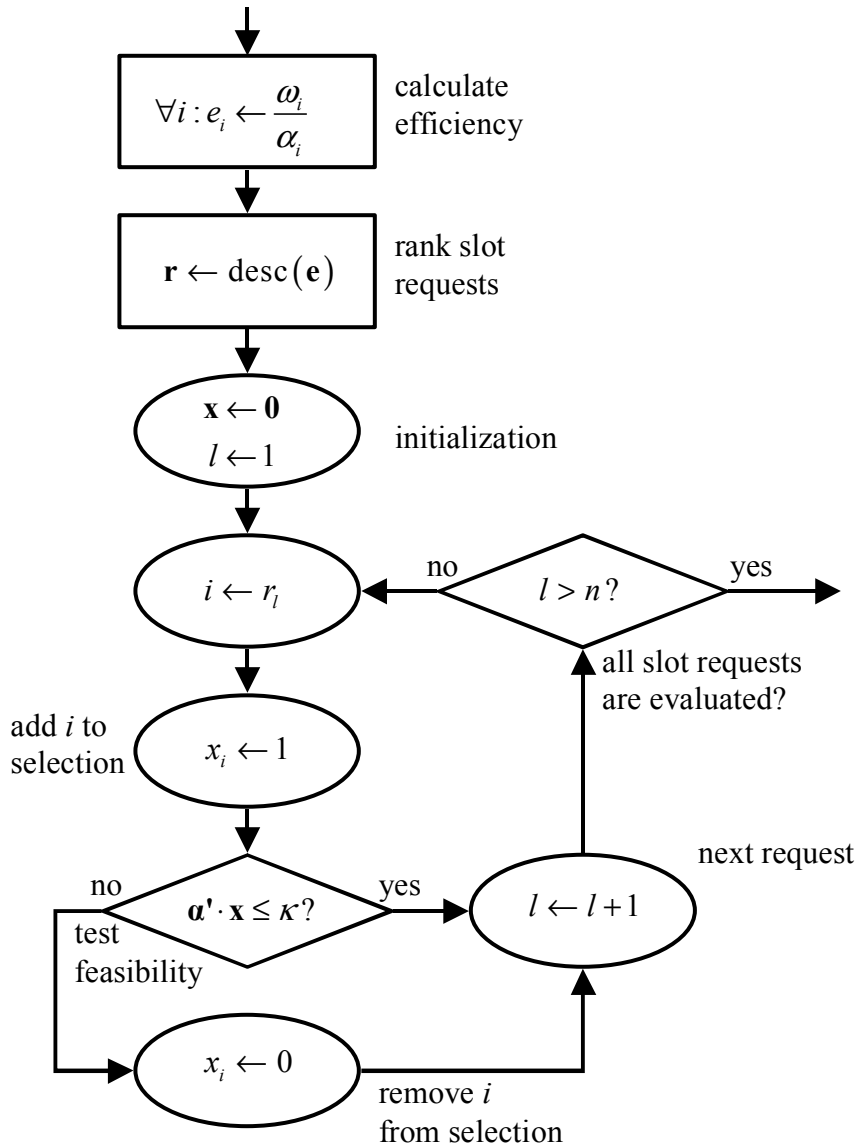 ∀i : e_i ← ω_i / α_i
calculate
efficiency
r ← desc(e)
rank slot
requests
x ← 0
l ← 1
initialization
i ← r_l
no
l > n?
yes
all slot requests
are evaluated?
add i to
selection
x_i ← 1
next request
no
α' · x ≤ κ?
yes
l ← l + 1
test
feasibility
x_i ← 0
remove i
from selection